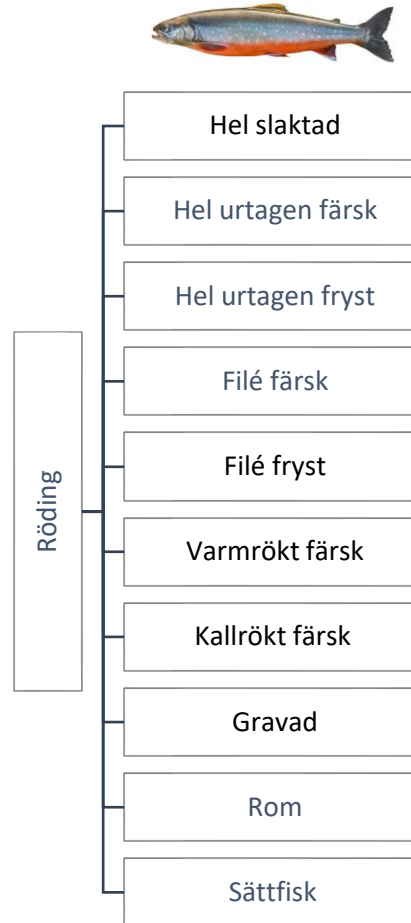 Röding
Hel slaktad
Hel urtagen färsk
Hel urtagen fryst
Filé färsk
Filé fryst
Varmrökt färsk
Kallrökt färsk
Gravad
Rom
Sättfisk